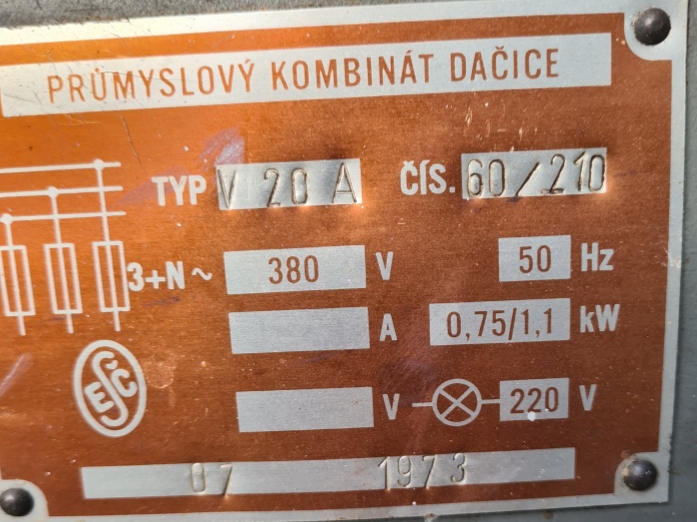 PRŮMYSLOVÝ KOMBINÁT DAČICE
TYP V 20 A ČÍS. 60/210
3+N ~ 380 V 50 Hz
A 0,75/1,1 kW
EŠČ
V 220 V
07 1973